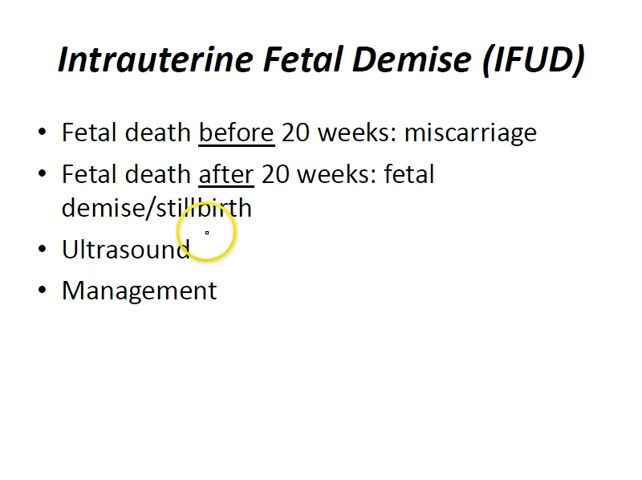 Intrauterine Fetal Demise (IFUD)
• Fetal death before 20 weeks: miscarriage
• Fetal death after 20 weeks: fetal
demise/stillbirth
• Ultrasound
• Management